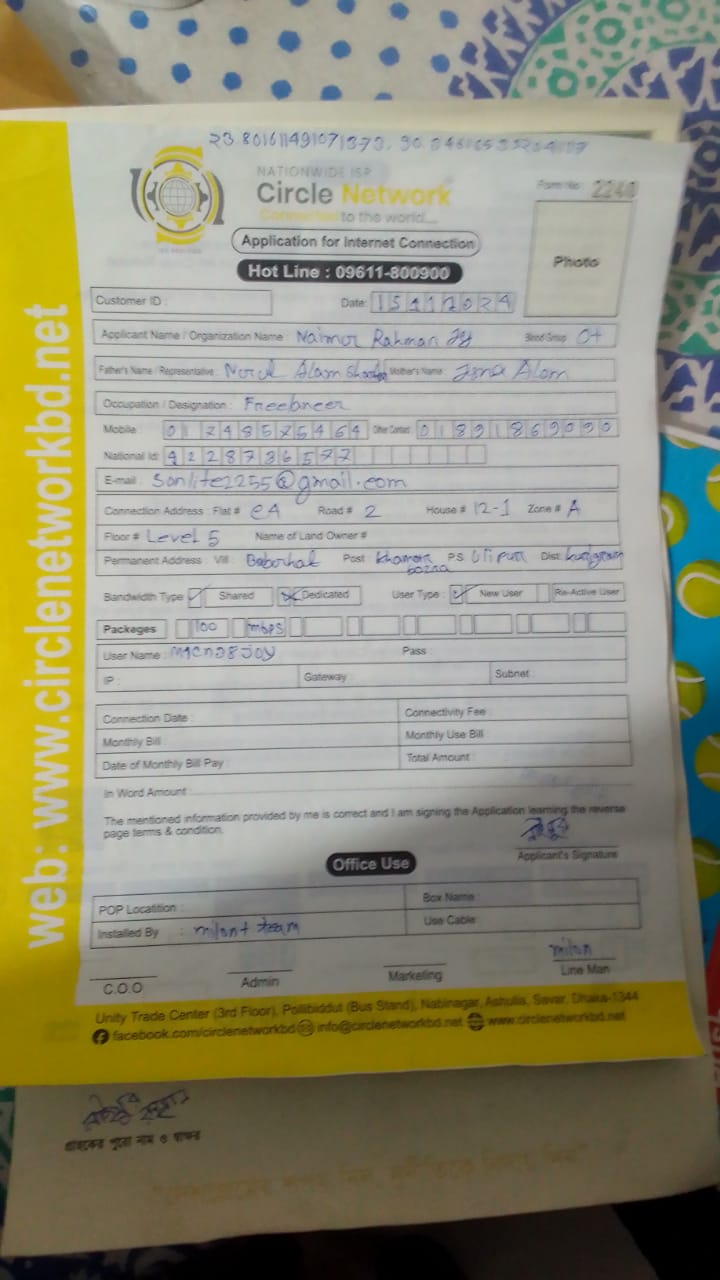 NATIONWIDE ISP
Circle Network
Connected to the world....
Form No : 2240
Application for Internet Connection
Hot Line : 09611-800900
Photo
Customer ID :
Date: 15112024
Applicant Name / Organization Name : Naimur Rahman Joy Blood Group O+
Father's Name / Representative : Nurul Alam Mother's Name : Alam
Occupation / Designation : Freelancer
Mobile : 01748575464 Other Contact 01891869090
National Id: 4228736577
E-mail : sanlite2255@gmail.com
Connection Address : Flat # e4 Road # 2 House # 12-1 Zone # A
Floor # Level 5 Name of Land Owner #
Permanent Address : Vill : Post : P.S Ulipur Dist:
Bandwidth Type : Shared Dedicated User Type : New User Re-Active User
Packages 100 mbps
User Name : Pass :
IP : Gateway : Subnet :
Connection Date : Connectivity Fee :
Monthly Bill : Monthly Use Bill
Date of Monthly Bill Pay : Total Amount :
In Word Amount :
The mentioned information provided by me is correct and I am signing the Application learning the reverse
page terms & condition.
Applicant's Signature
Office Use
POP Locatition : Box Name :
Installed By : milon + team Use Cable :
milon
C.O.O Admin Marketing Line Man
Unity Trade Center (3rd Floor), Pollibiddut (Bus Stand), Nabinagar, Ashulia, Savar, Dhaka-1344
facebook.com/circlenetworkbd info@circlenetworkbd.net www.circlenetworkbd.net
web: www.circlenetworkbd.net
গ্রাহকের পুরো নাম ও স্বাক্ষর